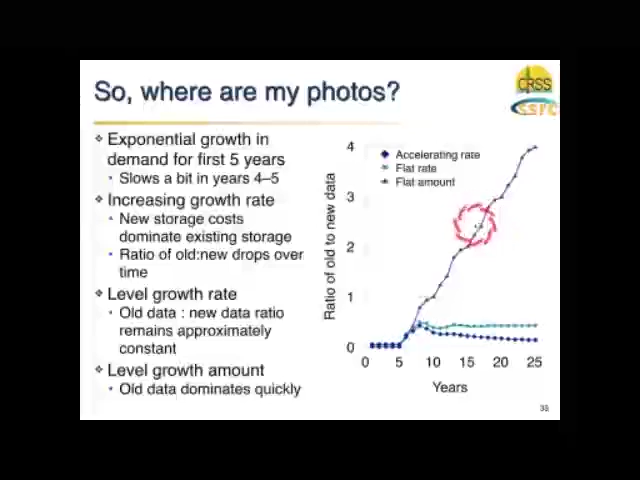 So, where are my photos?
CRSS
ssrc
Exponential growth in
demand for first 5 years
Slows a bit in years 4–5
Increasing growth rate
New storage costs
dominate existing storage
Ratio of old:new drops over
time
Level growth rate
Old data : new data ratio
remains approximately
constant
Level growth amount
Old data dominates quickly
Ratio of old to new data
4
3
2
1
0
Accelerating rate
Flat rate
Flat amount
0 5 10 15 20 25
Years